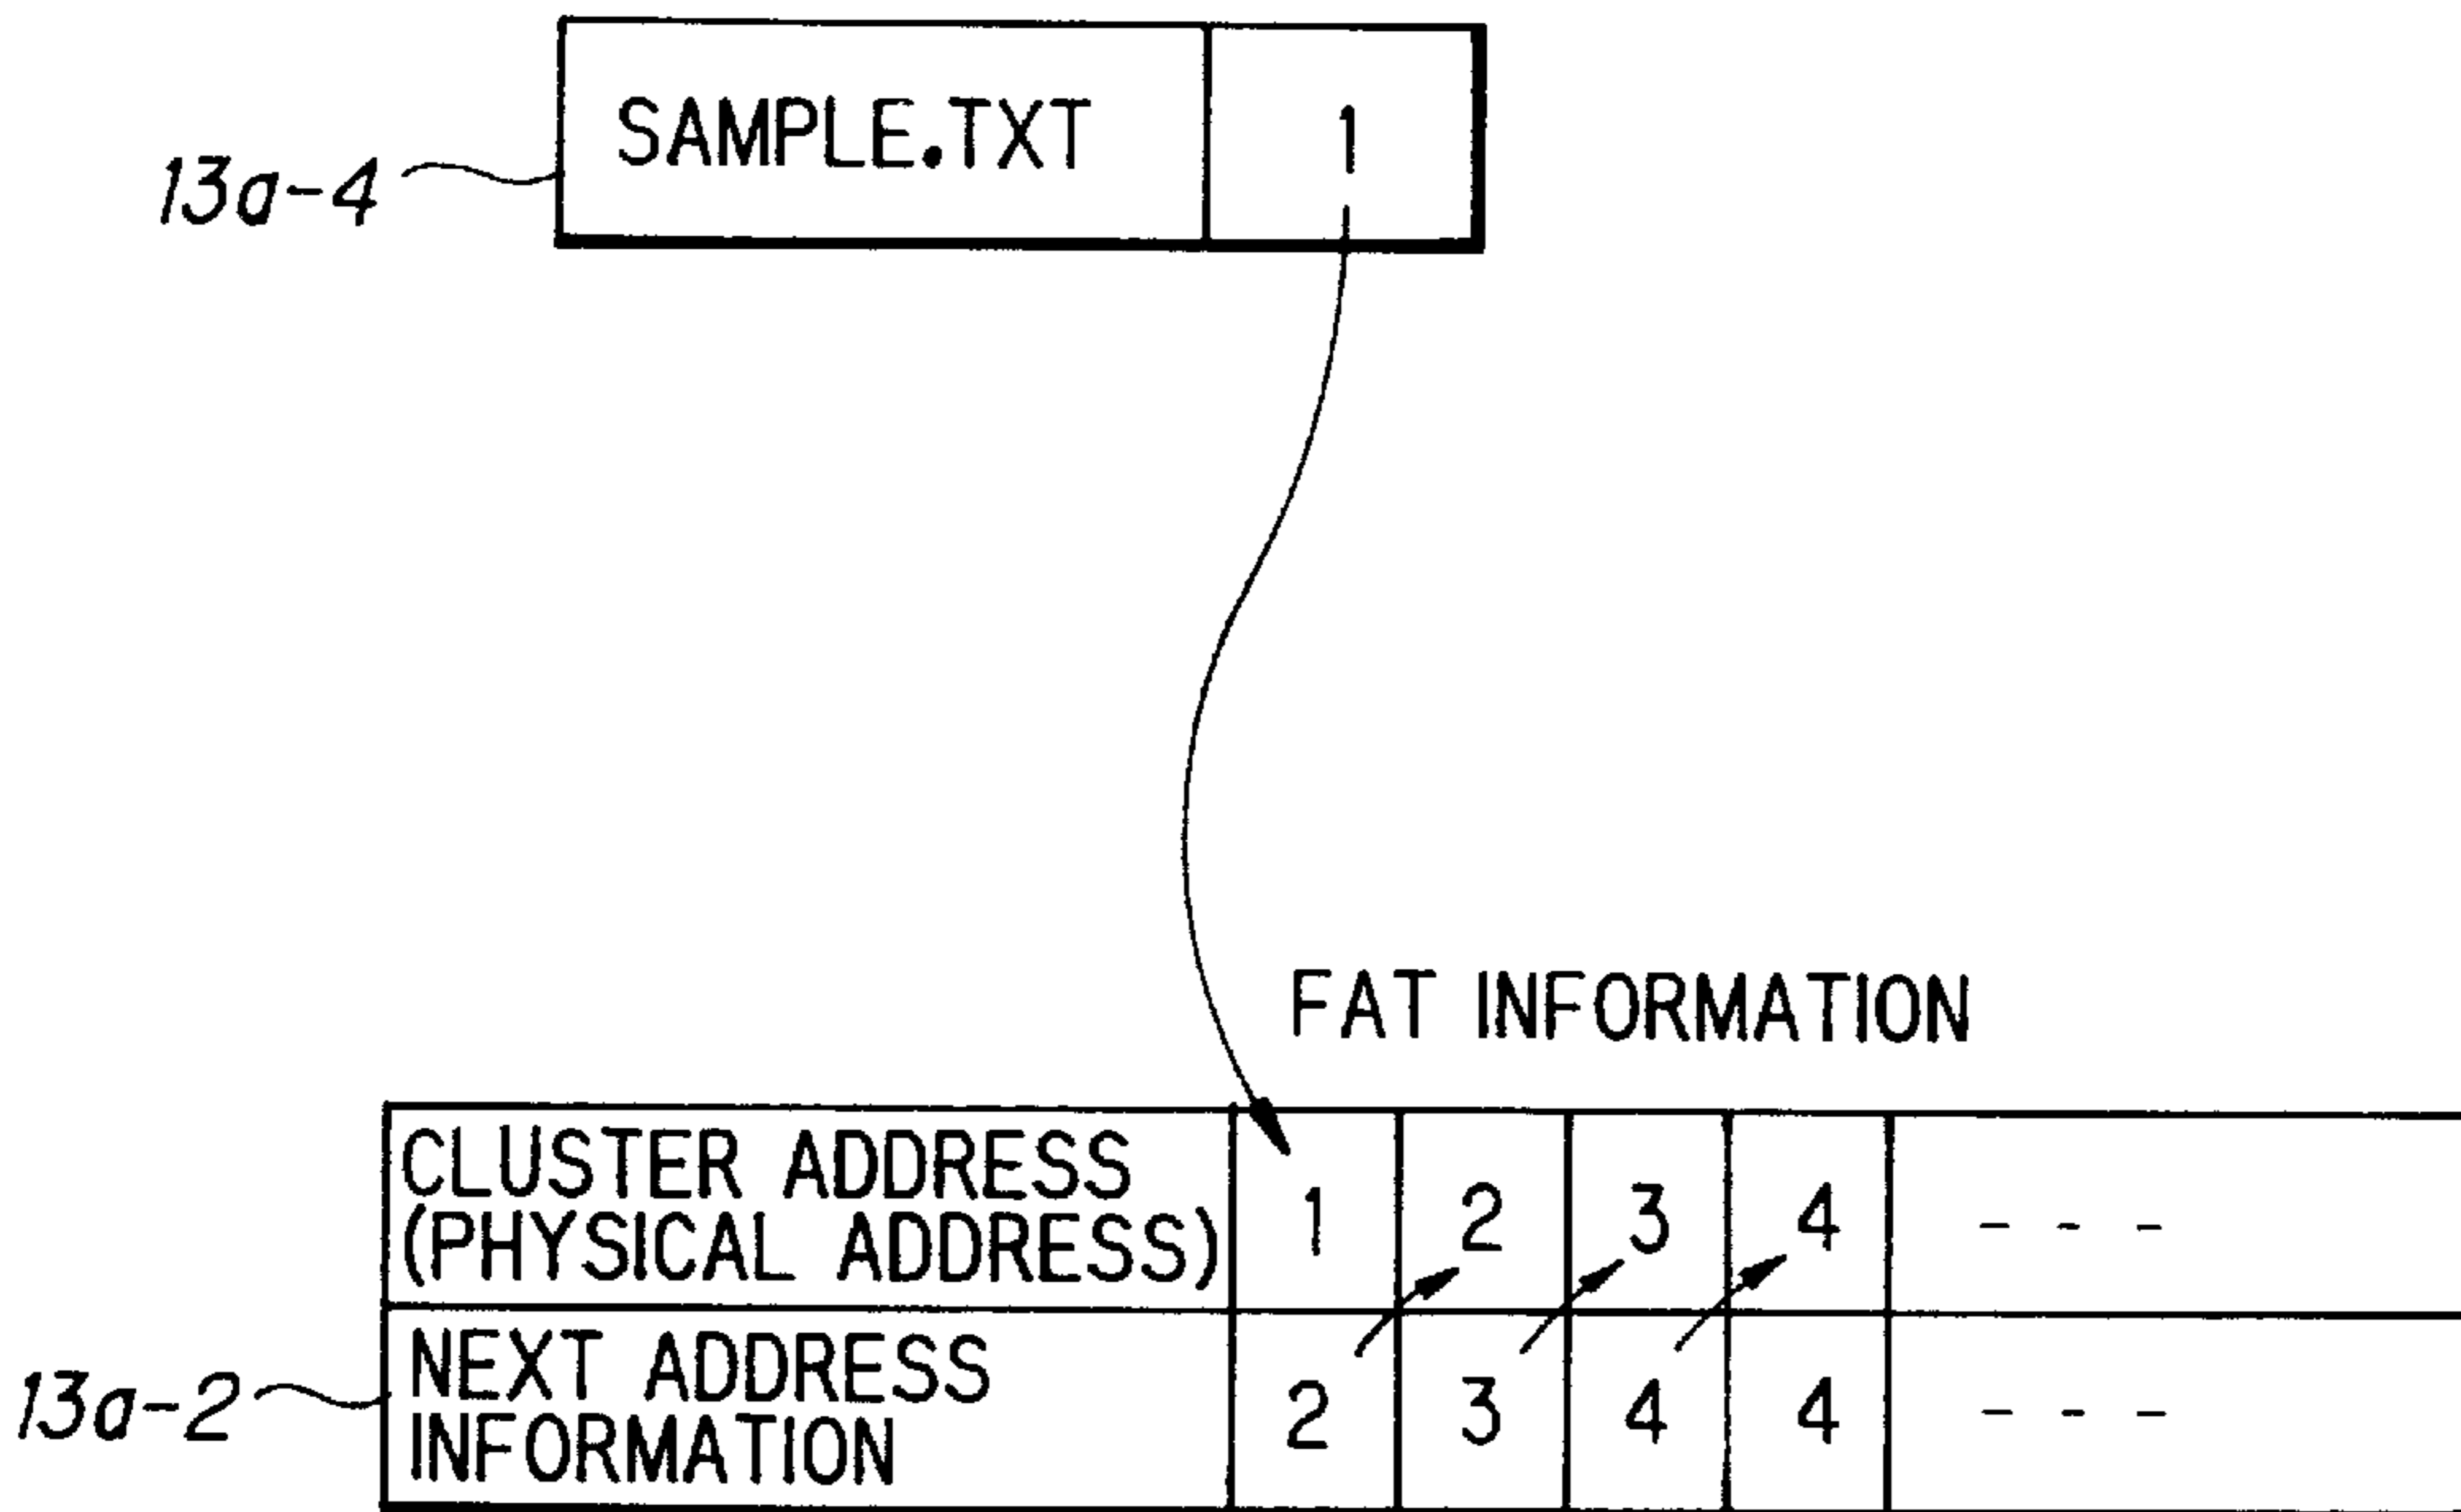 SAMPLE.TXT 1
13a-4
FAT INFORMATION
CLUSTER ADDRESS
(PHYSICAL ADDRESS) 1 2 3 4 - - -
13a-2
NEXT ADDRESS
INFORMATION 2 3 4 4 - - -